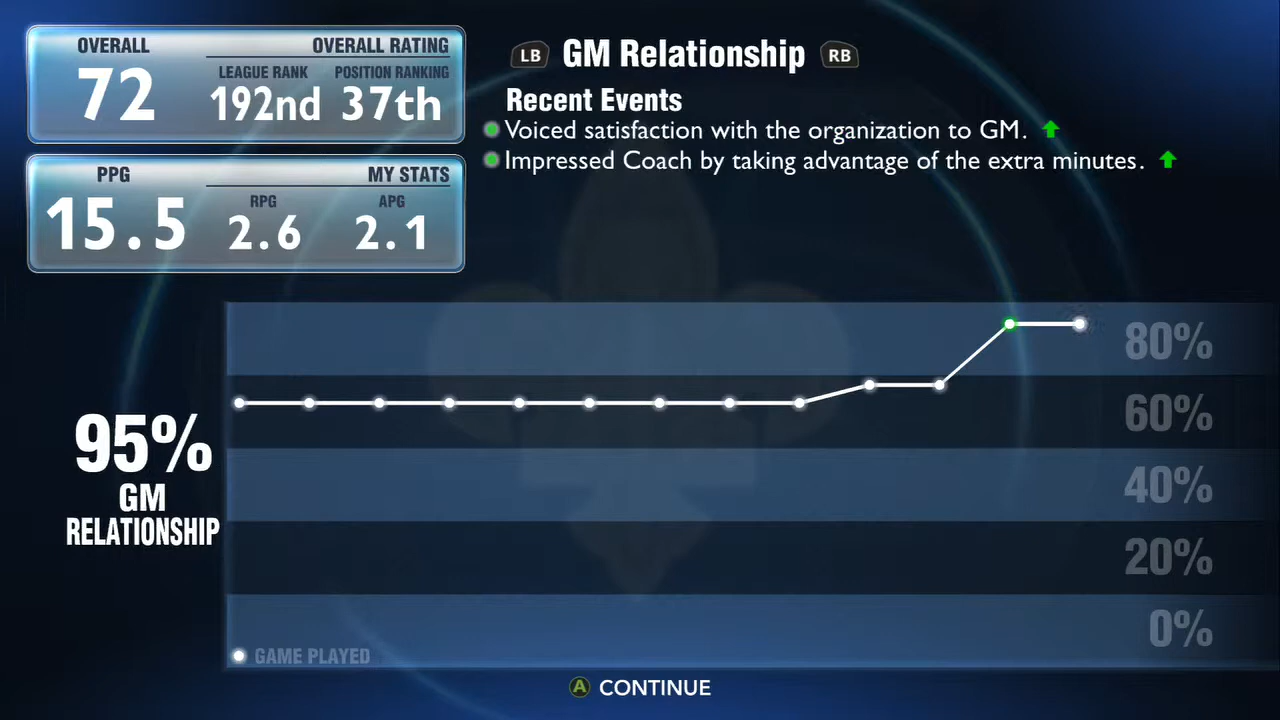 OVERALL
72
OVERALL RATING
LEAGUE RANK POSITION RANKING
192nd 37th
PPG
15.5
MY STATS
RPG APG
2.6 2.1
LB GM Relationship RB
Recent Events
Voiced satisfaction with the organization to GM.
Impressed Coach by taking advantage of the extra minutes.
95%
GM
RELATIONSHIP
80%
60%
40%
20%
0%
GAME PLAYED
A CONTINUE